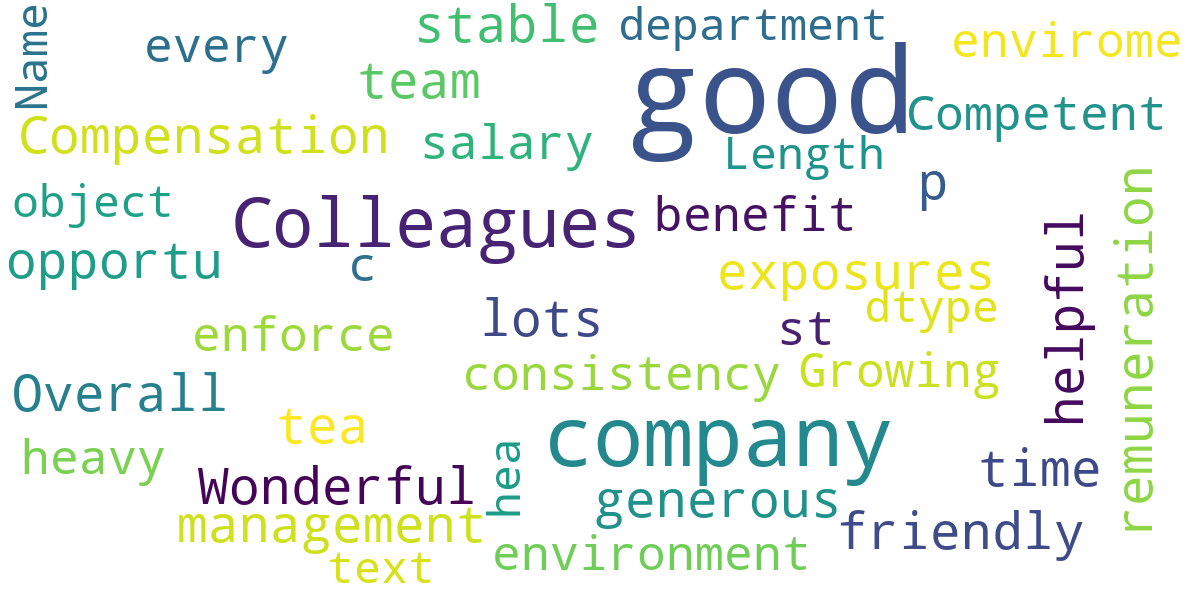 Name
every
stable
department
good
envirome
team
Compensation
salary
Length
Competent
object
Colleagues
benefit
p
opportu
c
exposures
helpful
remuneration
dtype
enforce
lots
st
consistency
Growing
Overall
tea
company
heavy
Wonderful
hea
time
management
generous
friendly
text
environment